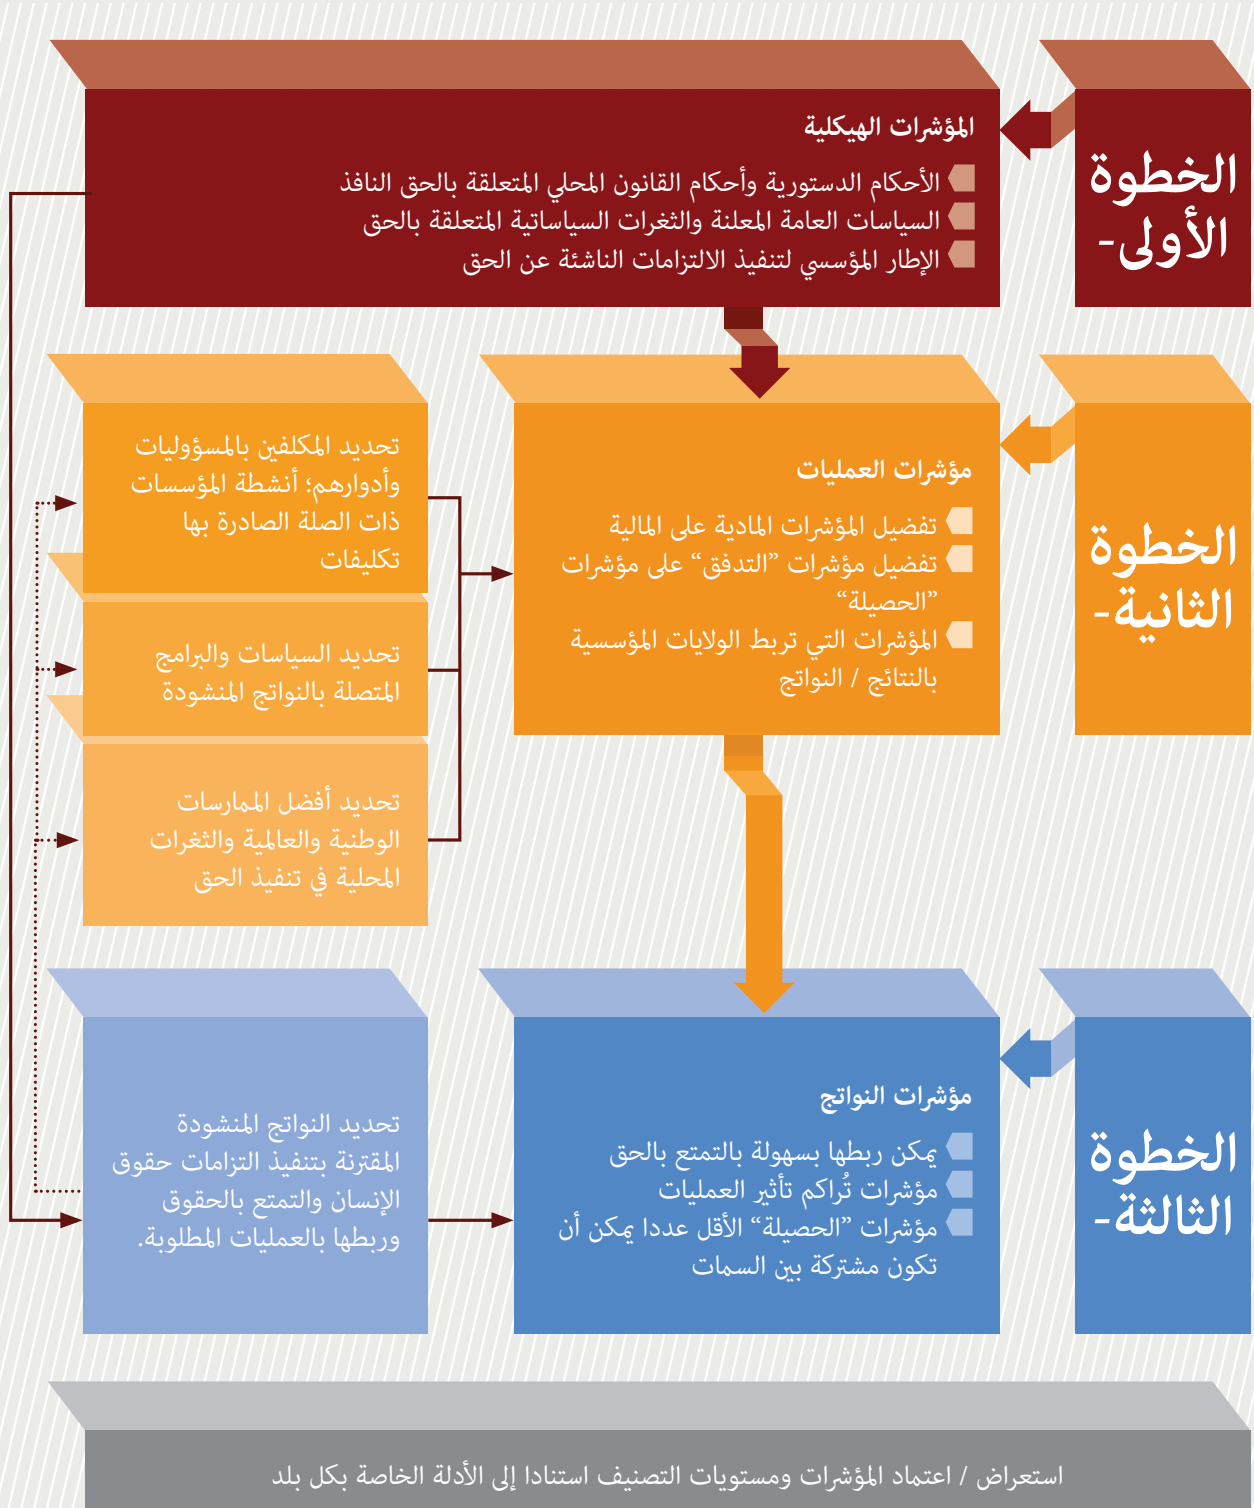 الخطوة
الأولى-
المؤشرات الهيكلية
الأحكام الدستورية وأحكام القانون المحلي المتعلقة بالحق النافذ
السياسات العامة المعلنة والثغرات السياساتية المتعلقة بالحق
الإطار المؤسسي لتنفيذ الالتزامات الناشئة عن الحق
الخطوة
الثانية-
مؤشرات العمليات
تفضيل المؤشرات المادية على المالية
تفضيل مؤشرات ”التدفق“ على مؤشرات
”الحصيلة“
المؤشرات التي تربط الولايات المؤسسية
بالنتائج / النواتج
تحديد المكلفين بالمسؤوليات
وأدوارهم؛ أنشطة المؤسسات
ذات الصلة الصادرة بها
تكليفات
تحديد السياسات والبرامج
المتصلة بالنواتج المنشودة
تحديد أفضل الممارسات
الوطنية والعالمية والثغرات
المحلية في تنفيذ الحق
الخطوة
الثالثة-
مؤشرات النواتج
يمكن ربطها بسهولة بالتمتع بالحق
مؤشرات تُراكم تأثير العمليات
مؤشرات ”الحصيلة“ الأقل عددا يمكن أن
تكون مشتركة بين السمات
تحديد النواتج المنشودة
المقترنة بتنفيذ التزامات حقوق
الإنسان والتمتع بالحقوق
وربطها بالعمليات المطلوبة.
استعراض / اعتماد المؤشرات ومستويات التصنيف استنادا إلى الأدلة الخاصة بكل بلد